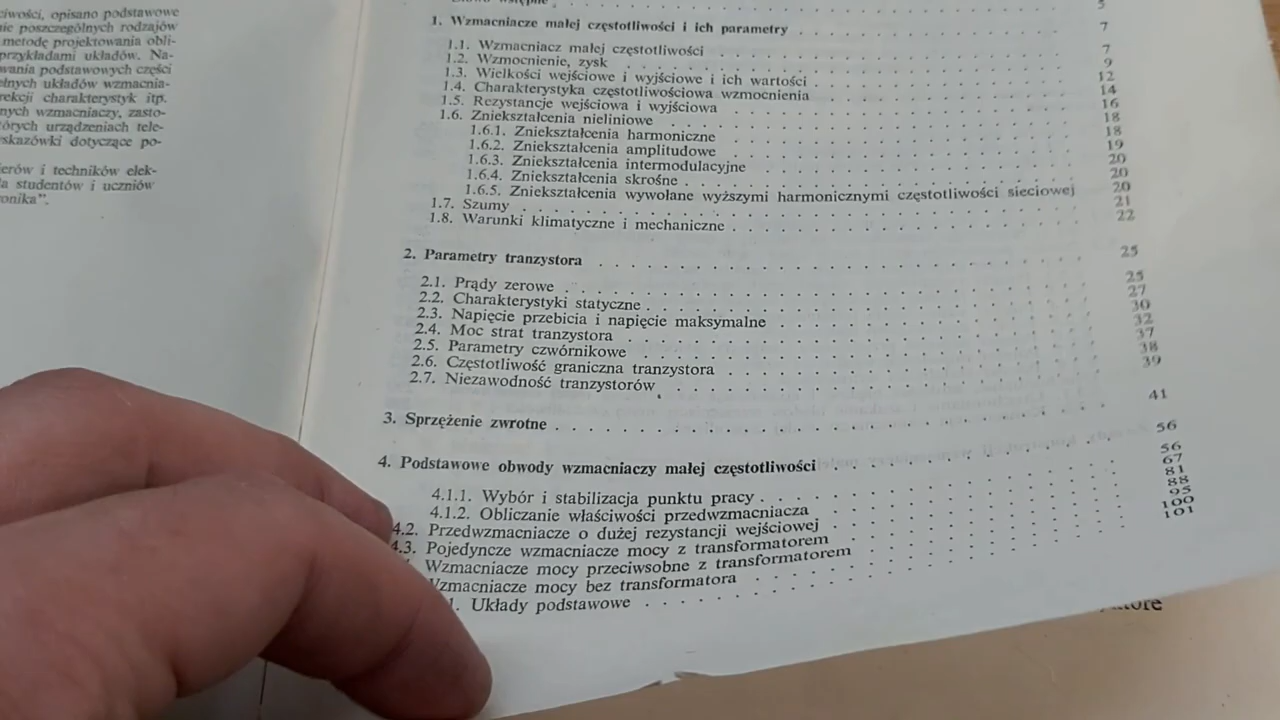 ciwości, opisano podstawowe
nie poszczególnych rodzajów
metodę projektowania obli-
przykładami układów. Na-
wania podstawowych części
elnych układów wzmacnia-
rekcji charakterystyk itp.
nych wzmacniaczy, zasto-
órych urządzeniach tele-
skazówki dotyczące po-
ierów i techników elek-
la studentów i uczniów
onika”.
5
1. Wzmacniacze małej częstotliwości i ich parametry 7
1.1. Wzmacniacz małej częstotliwości 7
1.2. Wzmocnienie, zysk 9
1.3. Wielkości wejściowe i wyjściowe i ich wartości 12
1.4. Charakterystyka częstotliwościowa wzmocnienia 14
1.5. Rezystancje wejściowa i wyjściowa 16
1.6. Zniekształcenia nieliniowe 18
1.6.1. Zniekształcenia harmoniczne 18
1.6.2. Zniekształcenia amplitudowe 19
1.6.3. Zniekształcenia intermodulacyjne 20
1.6.4. Zniekształcenia skrośne 20
1.6.5. Zniekształcenia wywołane wyższymi harmonicznymi częstotliwości sieciowej 20
1.7. Szumy 21
1.8. Warunki klimatyczne i mechaniczne 22
2. Parametry tranzystora 25
2.1. Prądy zerowe 25
2.2. Charakterystyki statyczne 27
2.3. Napięcie przebicia i napięcie maksymalne 30
2.4. Moc strat tranzystora 32
2.5. Parametry czwórnikowe 37
2.6. Częstotliwość graniczna tranzystora 38
2.7. Niezawodność tranzystorów 39
3. Sprzężenie zwrotne 41
4. Podstawowe obwody wzmacniaczy małej częstotliwości 56
4.1.1. Wybór i stabilizacja punktu pracy 56
4.1.2. Obliczanie właściwości przedwzmacniacza 67
4.2. Przedwzmacniacze o dużej rezystancji wejściowej 81
4.3. Pojedyncze wzmacniacze mocy z transformatorem 88
Wzmacniacze mocy przeciwsobne z transformatorem 95
Wzmacniacze mocy bez transformatora 100
1. Układy podstawowe 101